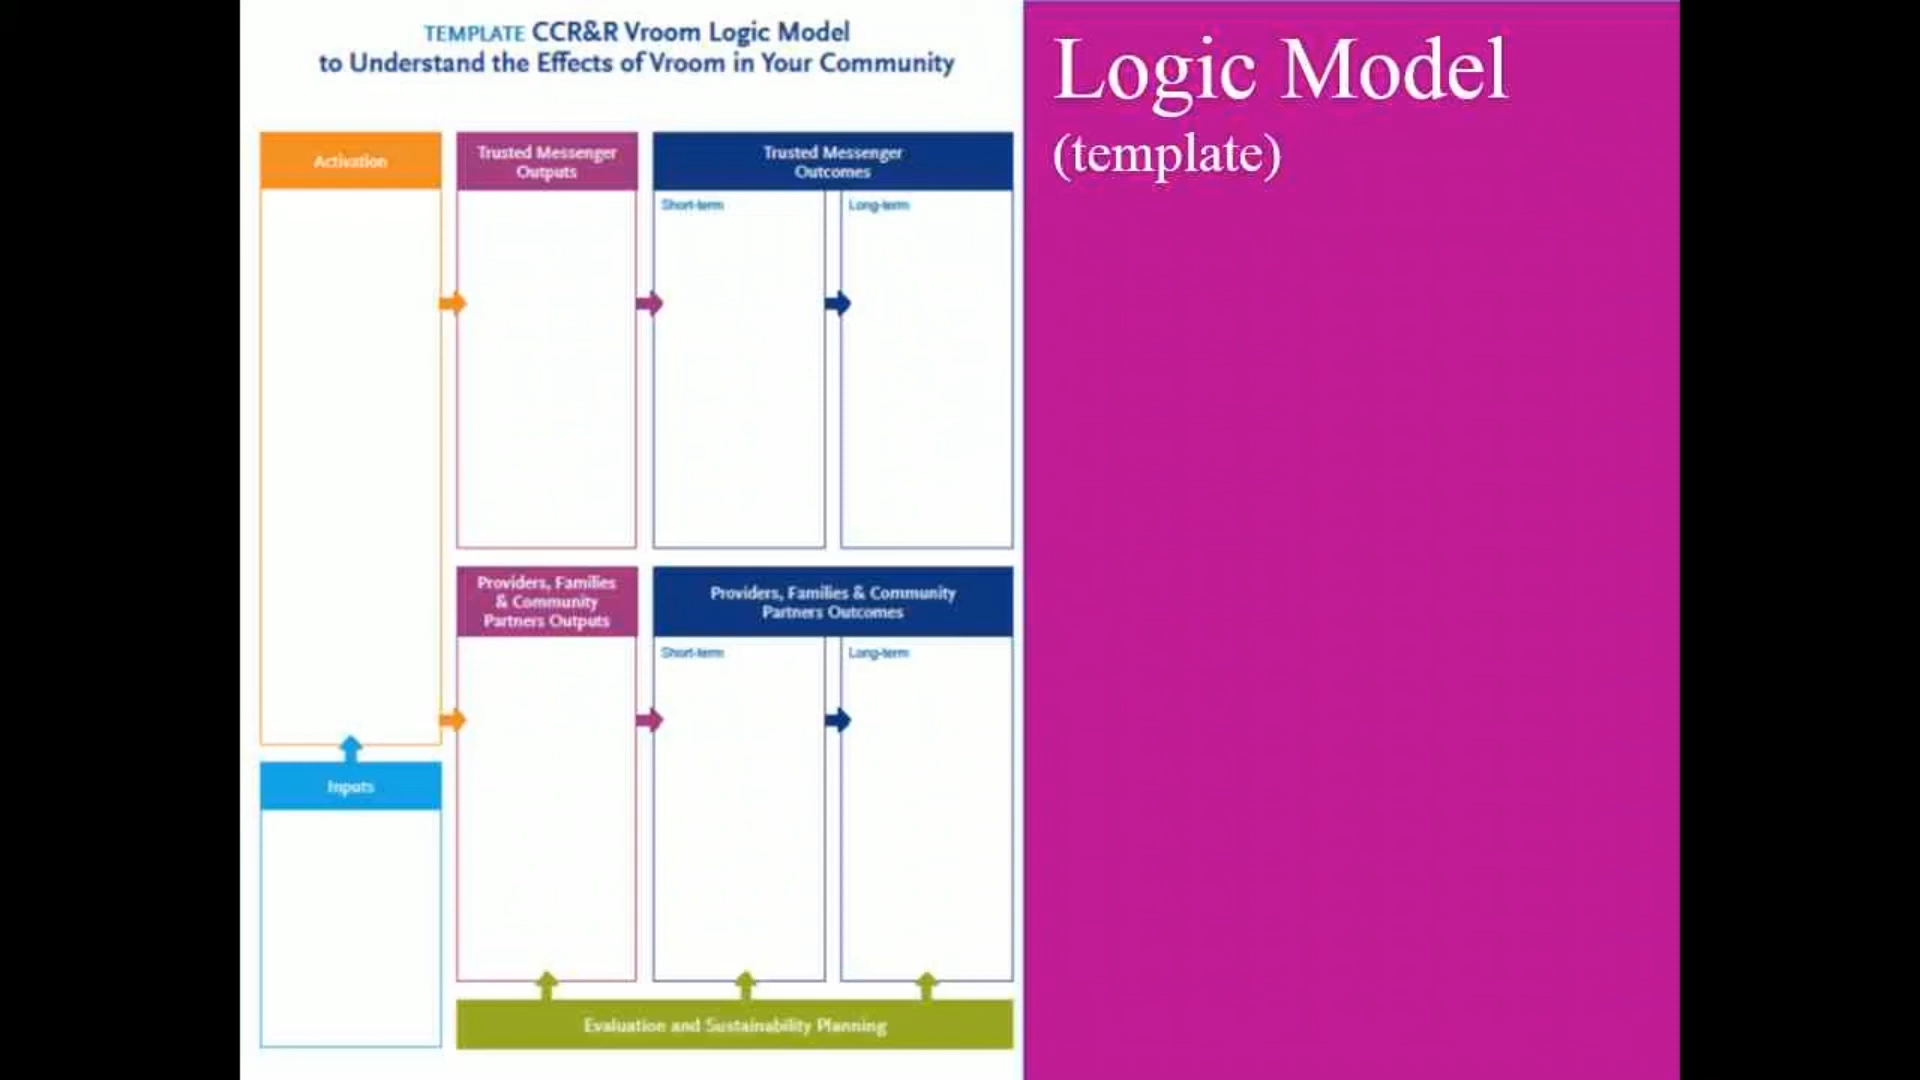 TEMPLATE CCR&R Vroom Logic Model
to Understand the Effects of Vroom in Your Community
Logic Model
(template)
Activation
Trusted Messenger
Outputs
Trusted Messenger
Outcomes
Short-term
Long-term
Providers, Families
& Community
Partners Outputs
Providers, Families & Community
Partners Outcomes
Short-term
Long-term
Inputs
Evaluation and Sustainability Planning